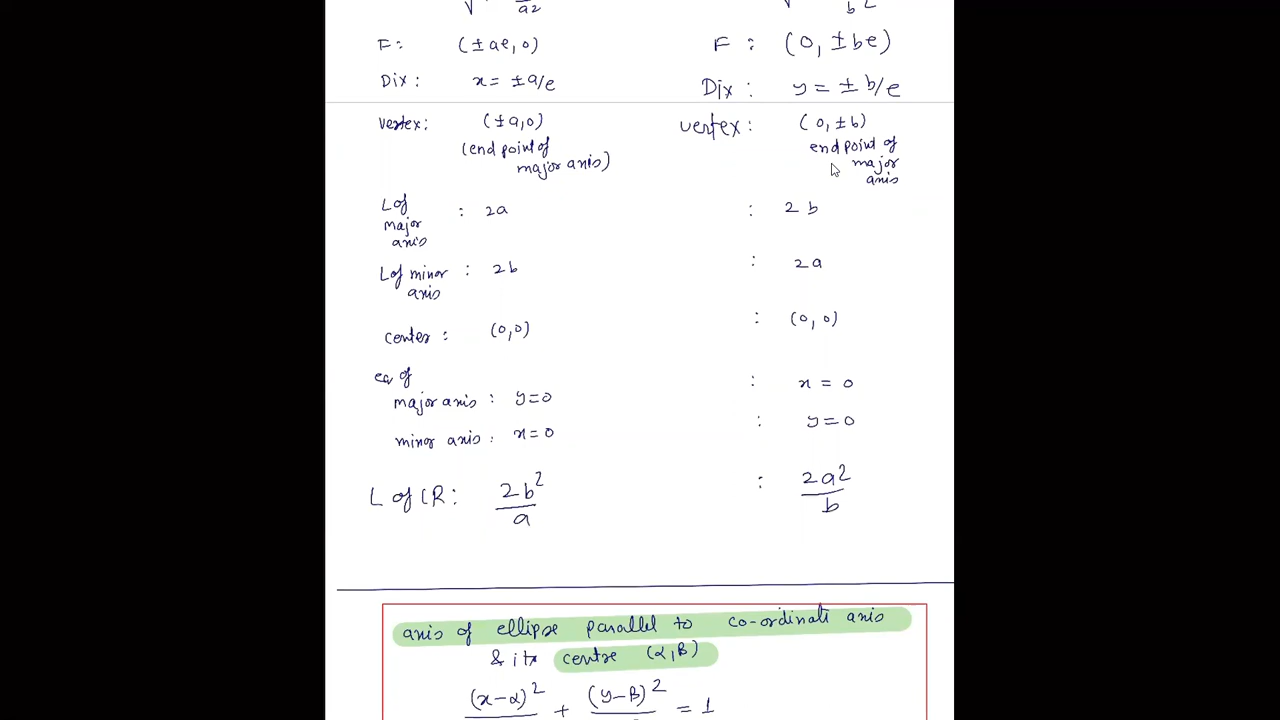 a2
b2
F: (±ae, 0) F : (0, ±be)
Dix: x = ±a/e Dix : y = ± b/e
vertex: (±a, 0) vertex : (0, ±b)
(end point of major axis) end point of major axis
L of major axis : 2a : 2b
L of minor axis : 2b : 2a
center : (0,0) : (0, 0)
eq of
major axis : y=0 : x = 0
minor axis : x=0 : y=0
L of LR : 2b²/a : 2a²/b
axis of ellipse parallel to co-ordinate axis
& its centre (α, β)
(x-α)² + (y-β)² = 1